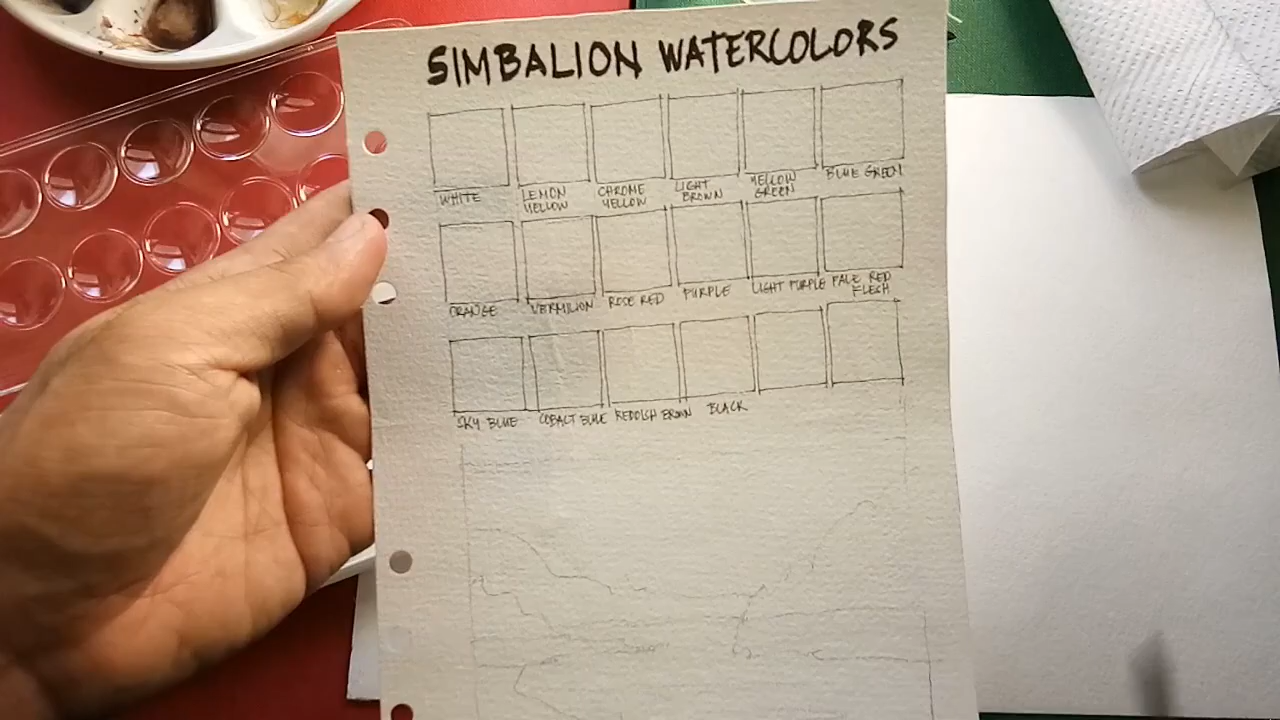 SIMBALION WATERCOLORS
WHITE
LEMON
YELLOW
CHROME
YELLOW
LIGHT
BROWN
YELLOW
GREEN
BLUE GREEN
ORANGE
VERMILION
ROSE RED
PURPLE
LIGHT PURPLE
PALE RED
FLESH
SKY BLUE
COBALT BLUE
REDDISH BROWN
BLACK